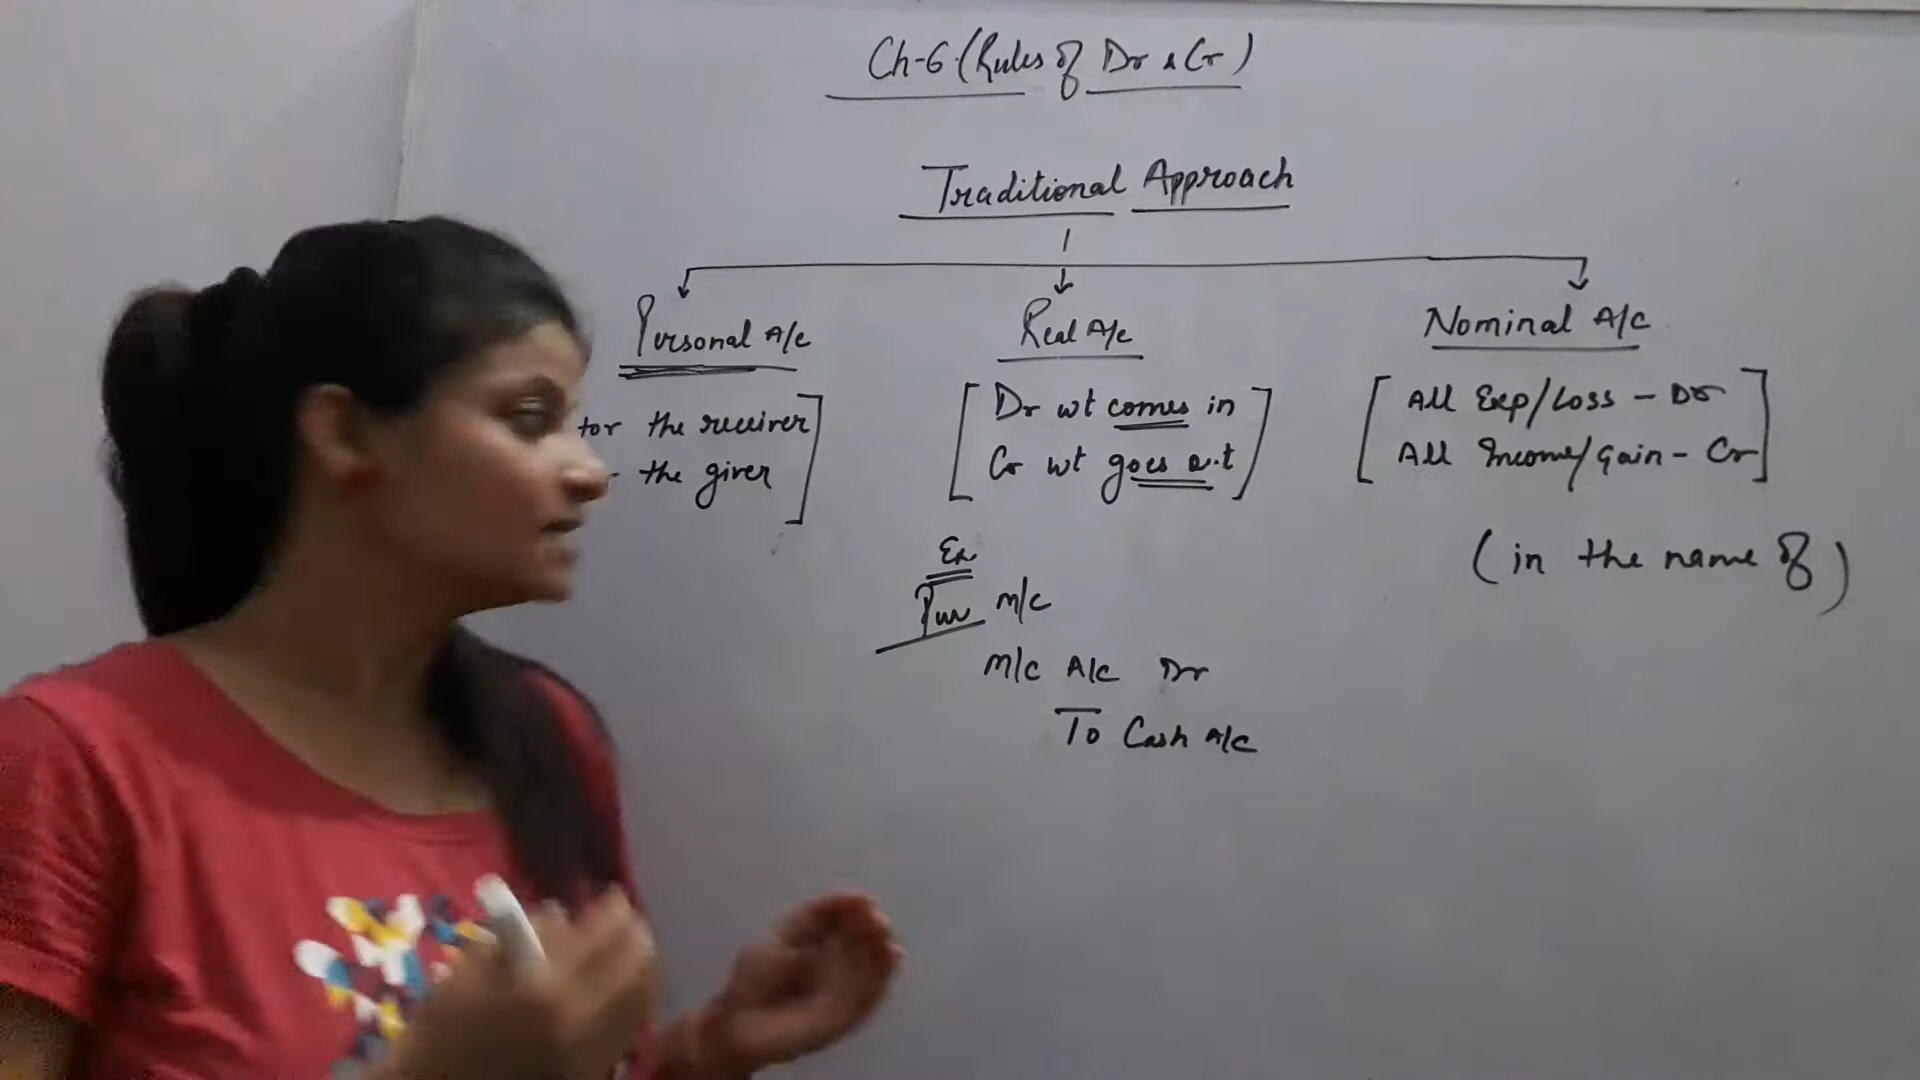 Ch-6 (Rules of Dr & Cr)
Traditional Approach
Personal A/c
tor the receiver
the giver
Real A/c
Dr wt comes in
Cr wt goes out
Nominal A/c
All Exp/Loss - Dr
All Income/Gain - Cr
(in the name of)
Ex
Pur m/c
m/c A/c Dr
To Cash A/c